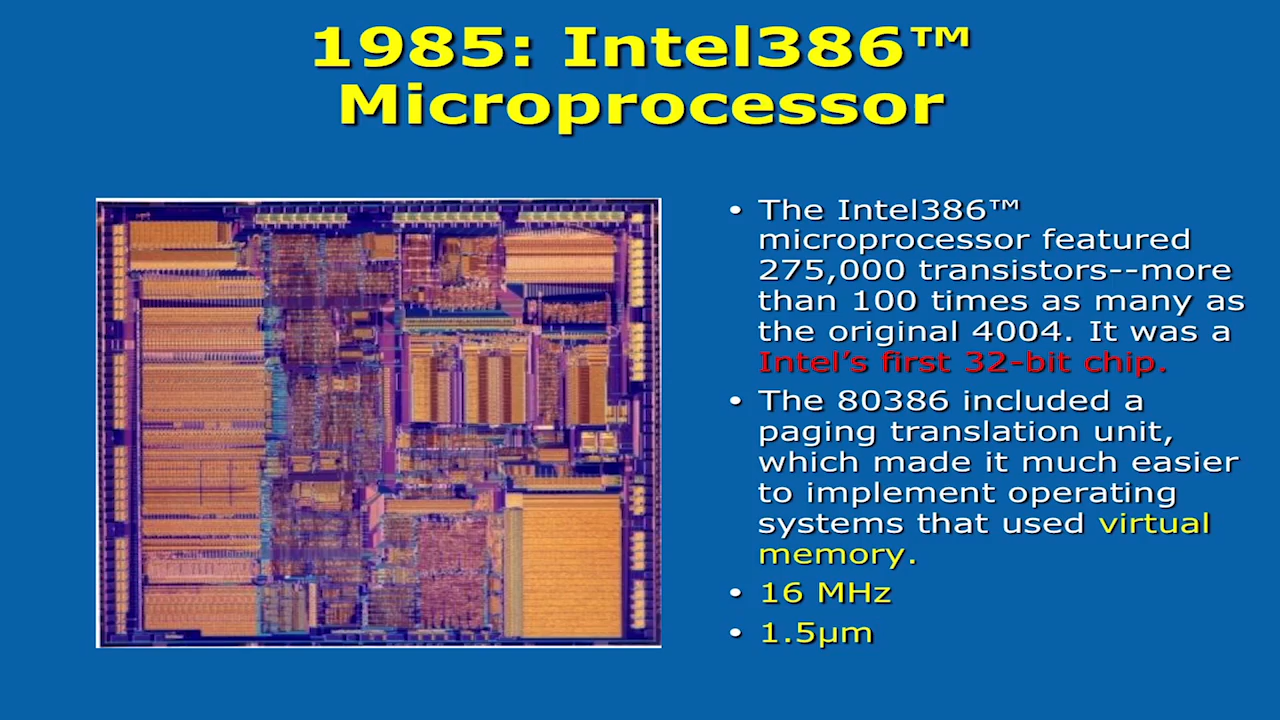 1985: Intel386™
Microprocessor
• The Intel386™
microprocessor featured
275,000 transistors--more
than 100 times as many as
the original 4004. It was a
Intel’s first 32-bit chip.
• The 80386 included a
paging translation unit,
which made it much easier
to implement operating
systems that used virtual
memory.
• 16 MHz
• 1.5µm